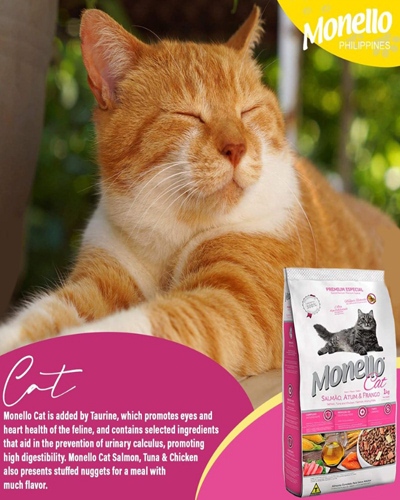 Monello
PHILIPPINES
PREMIUM ESPECIAL
Monello
Cat
SALMÃO, ATUM & FRANGO
1kg
Cat
Monello Cat is added by Taurine, which promotes eyes and
heart health of the feline, and contains selected ingredients
that aid in the prevention of urinary calculus, promoting
high digestibility. Monello Cat Salmon, Tuna & Chicken
also presents stuffed nuggets for a meal with
much flavor.